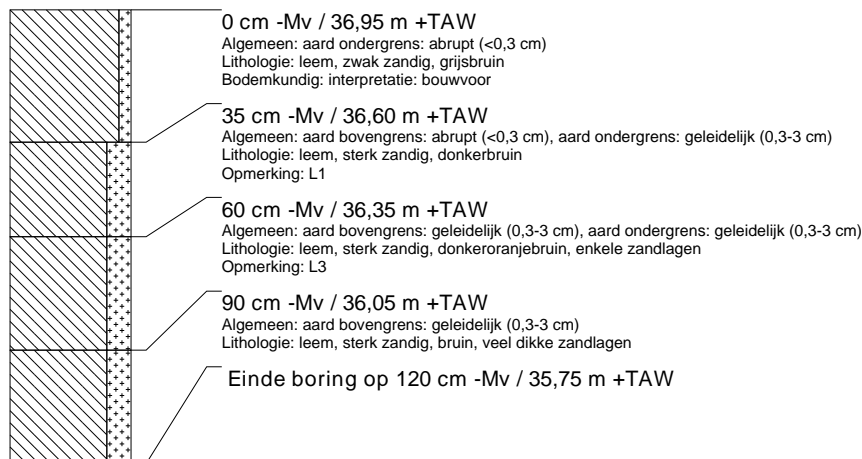 0 cm -Mv / 36,95 m +TAW
Algemeen: aard ondergrens: abrupt (<0,3 cm)
Lithologie: leem, zwak zandig, grijsbruin
Bodemkundig: interpretatie: bouwvoor
35 cm -Mv / 36,60 m +TAW
Algemeen: aard bovengrens: abrupt (<0,3 cm), aard ondergrens: geleidelijk (0,3-3 cm)
Lithologie: leem, sterk zandig, donkerbruin
Opmerking: L1
60 cm -Mv / 36,35 m +TAW
Algemeen: aard bovengrens: geleidelijk (0,3-3 cm), aard ondergrens: geleidelijk (0,3-3 cm)
Lithologie: leem, sterk zandig, donkeroranjebruin, enkele zandlagen
Opmerking: L3
90 cm -Mv / 36,05 m +TAW
Algemeen: aard bovengrens: geleidelijk (0,3-3 cm)
Lithologie: leem, sterk zandig, bruin, veel dikke zandlagen
Einde boring op 120 cm -Mv / 35,75 m +TAW